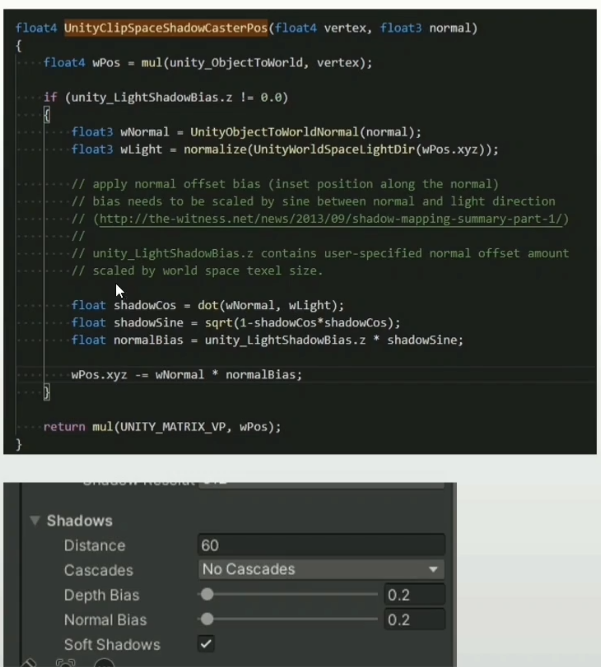 float4 UnityClipSpaceShadowCasterPos(float4 vertex, float3 normal)
{
float4 wPos = mul(unity_ObjectToWorld, vertex);
if (unity_LightShadowBias.z != 0.0)
{
float3 wNormal = UnityObjectToWorldNormal(normal);
float3 wLight = normalize(UnityWorldSpaceLightDir(wPos.xyz));
// apply normal offset bias (inset position along the normal)
// bias needs to be scaled by sine between normal and light direction
// (http://the-witness.net/news/2013/09/shadow-mapping-summary-part-1/)
//
// unity_LightShadowBias.z contains user-specified normal offset amount
// scaled by world space texel size.
float shadowCos = dot(wNormal, wLight);
float shadowSine = sqrt(1-shadowCos*shadowCos);
float normalBias = unity_LightShadowBias.z * shadowSine;
wPos.xyz -= wNormal * normalBias;
}
return mul(UNITY_MATRIX_VP, wPos);
}
Shadows
Distance 60
Cascades No Cascades
Depth Bias 0.2
Normal Bias 0.2
Soft Shadows